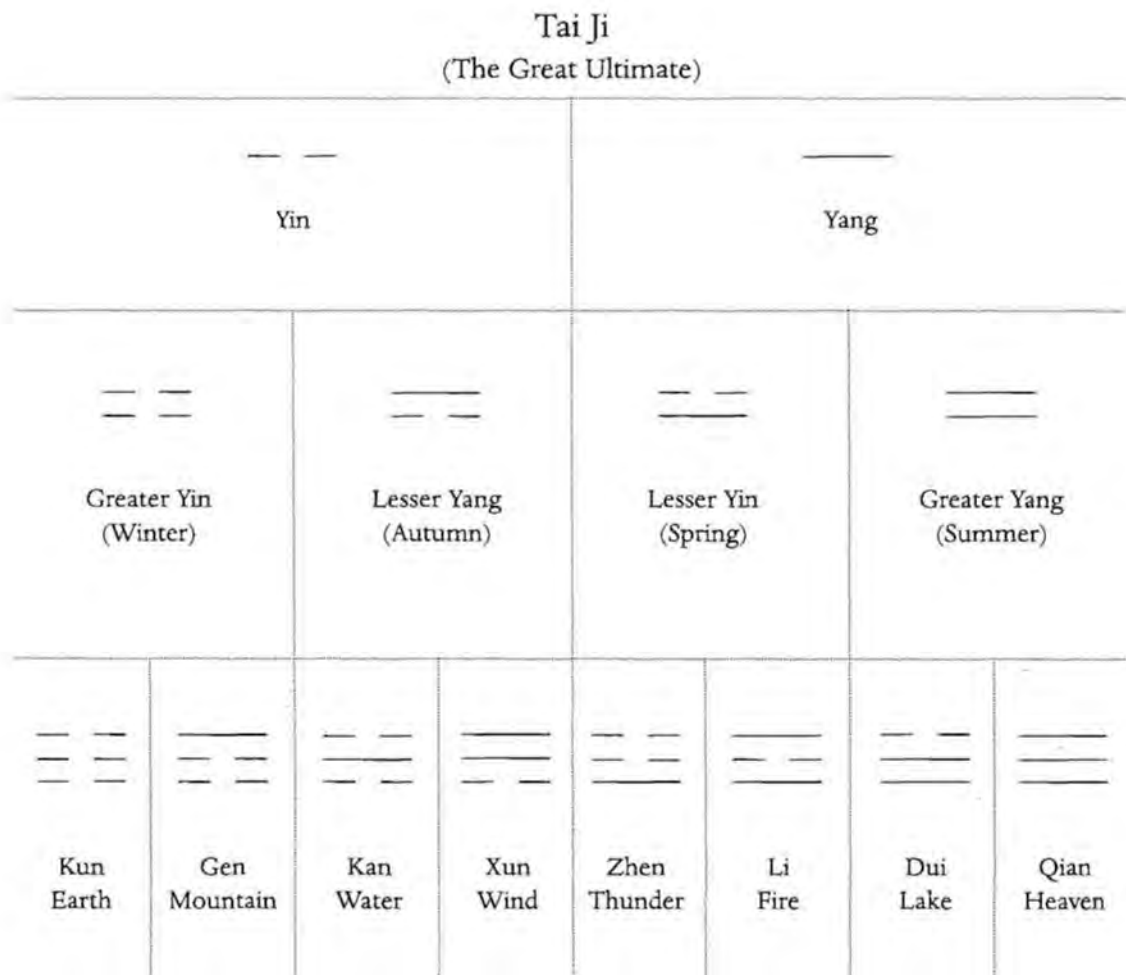 Tai Ji
(The Great Ultimate)
Yin
Yang
Greater Yin
(Winter)
Lesser Yang
(Autumn)
Lesser Yin
(Spring)
Greater Yang
(Summer)
Kun
Earth
Gen
Mountain
Kan
Water
Xun
Wind
Zhen
Thunder
Li
Fire
Dui
Lake
Qian
Heaven